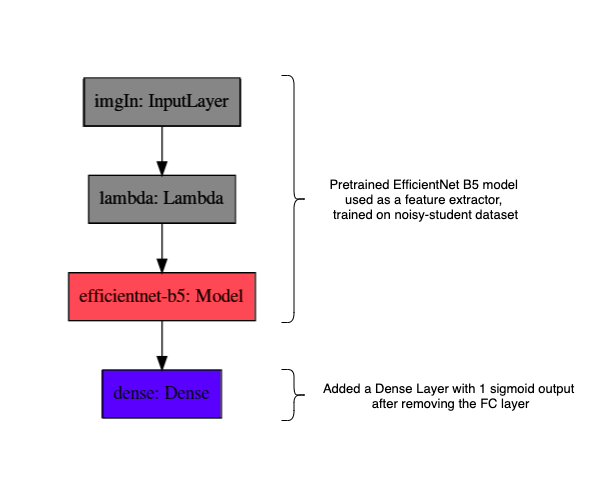 imgIn: InputLayer
lambda: Lambda
efficientnet-b5: Model
Pretrained EfficientNet B5 model
used as a feature extractor,
trained on noisy-student dataset
dense: Dense
Added a Dense Layer with 1 sigmoid output
after removing the FC layer